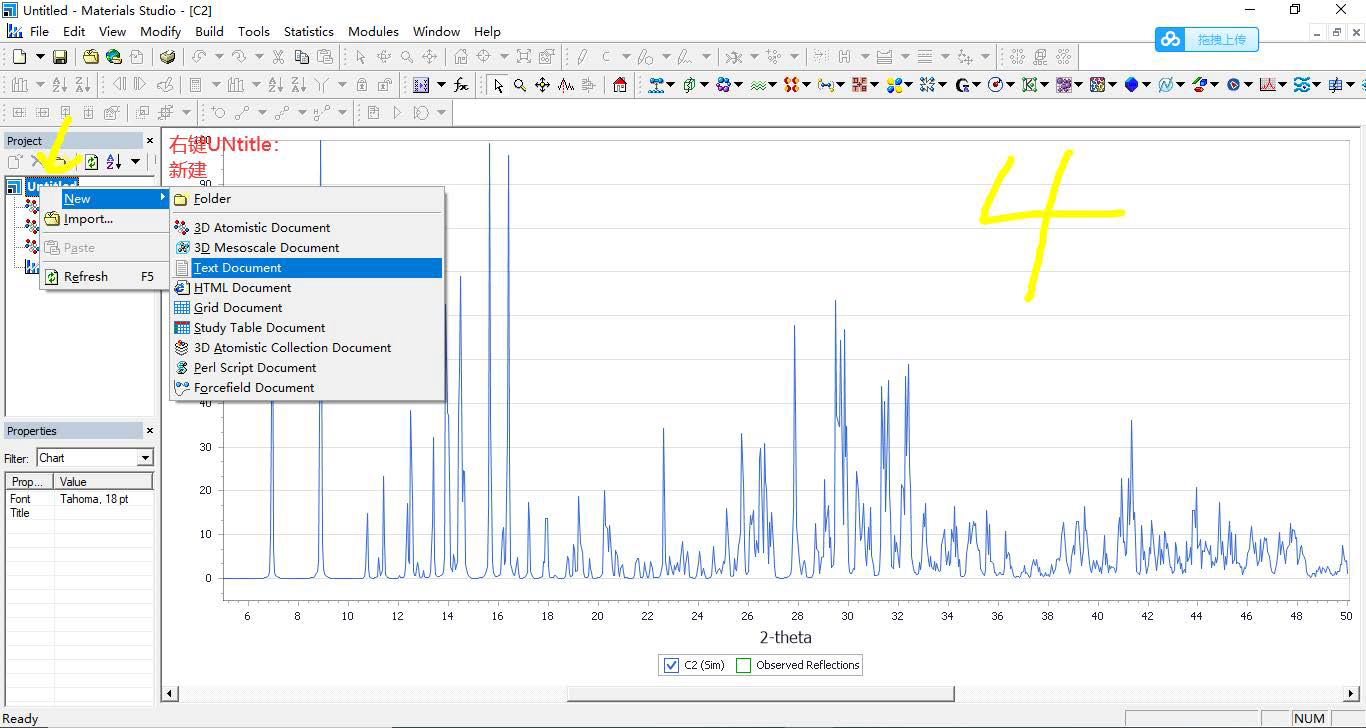 Untitled - Materials Studio - [C2]
File Edit View Modify Build Tools Statistics Modules Window Help
拖拽上传
Project
右键UNtitle:
新建
4
Untitled
New
Import...
Paste
Refresh F5
Folder
3D Atomistic Document
3D Mesoscale Document
Text Document
HTML Document
Grid Document
Study Table Document
3D Atomistic Collection Document
Perl Script Document
Forcefield Document
90
40
30
20
10
0
6 8 10 12 14 16 18 20 22 24 26 28 30 32 34 36 38 40 42 44 46 48 50
2-theta
C2 (Sim) Observed Reflections
Properties
Filter: Chart
Prop... Value
Font Tahoma, 18 pt
Title
Ready
NUM